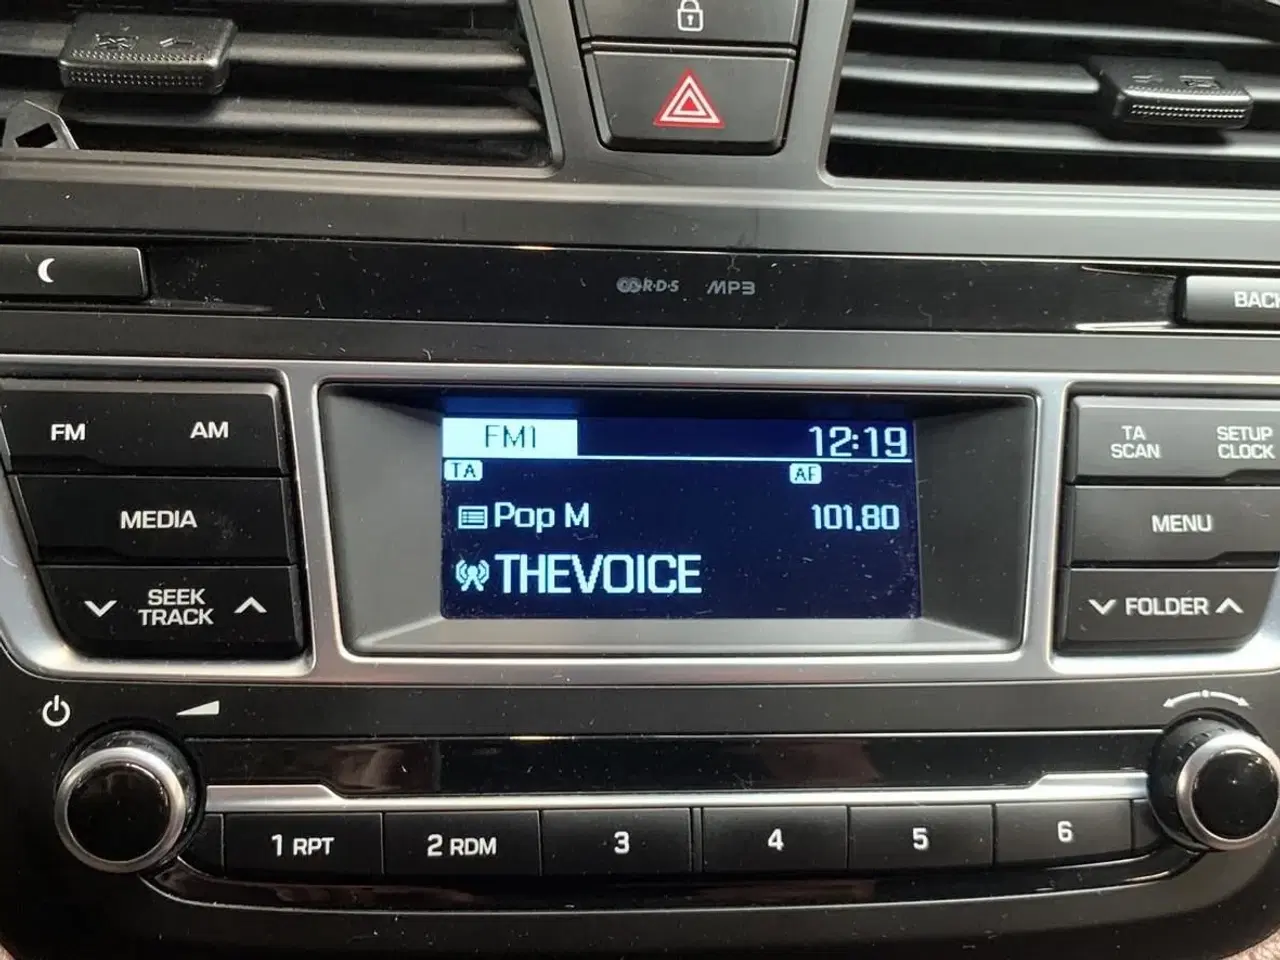 R·D·S MP3
BACK
FM AM
MEDIA
SEEK
TRACK
FM1 12:19
TA AF
Pop M 101.80
THEVOICE
TA
SCAN
SETUP
CLOCK
MENU
FOLDER
1 RPT 2 RDM 3 4 5 6